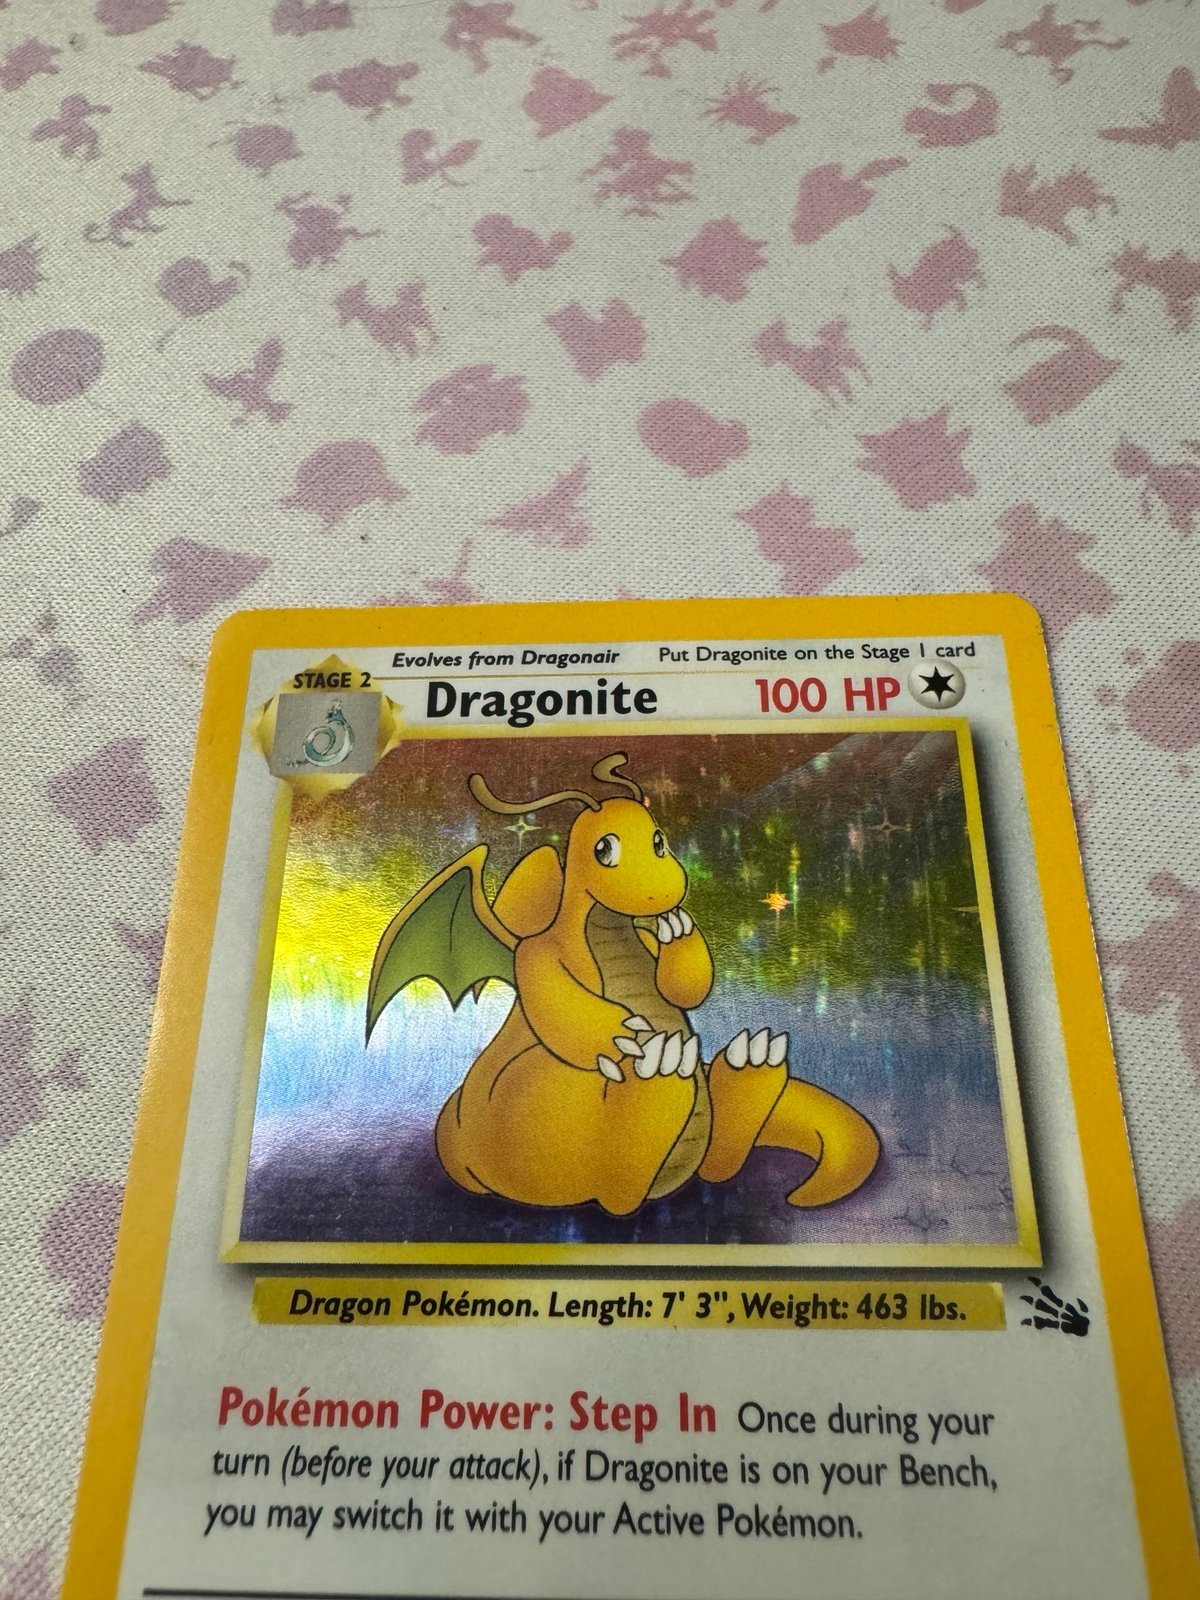 Evolves from Dragonair Put Dragonite on the Stage 1 card
STAGE 2
Dragonite 100 HP
Dragon Pokémon. Length: 7' 3", Weight: 463 lbs.
Pokémon Power: Step In Once during your
turn (before your attack), if Dragonite is on your Bench,
you may switch it with your Active Pokémon.